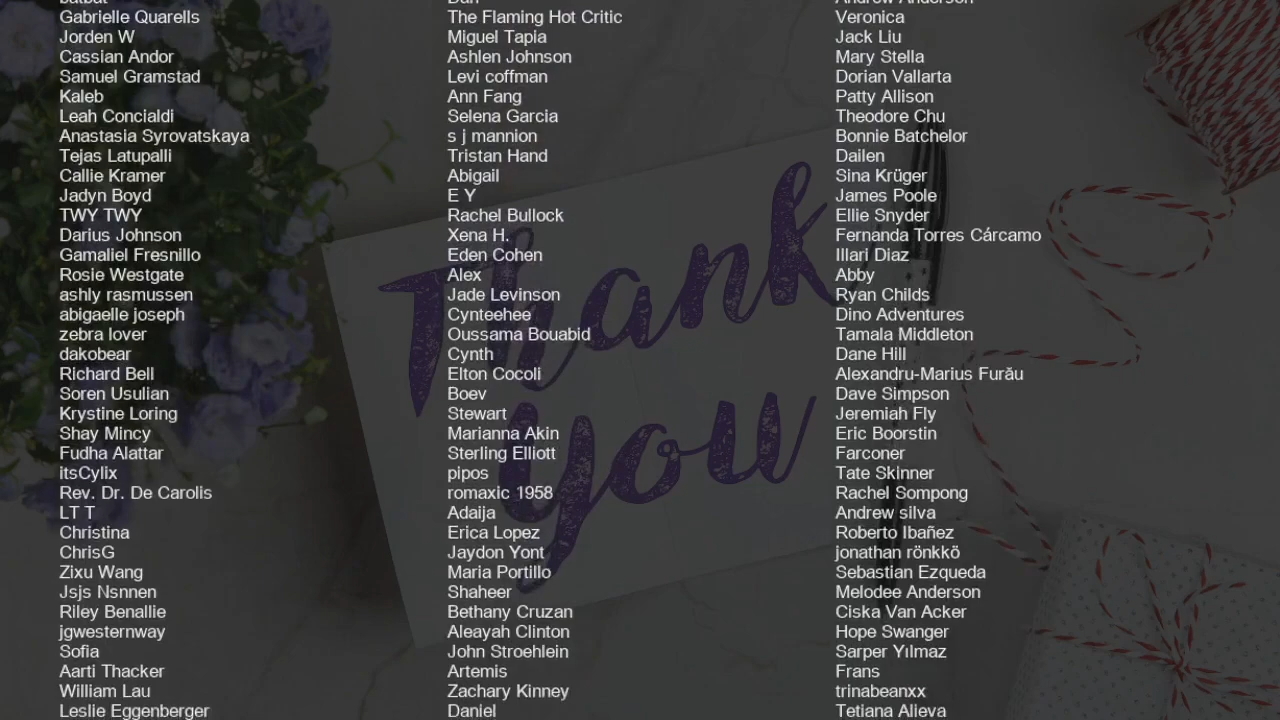 Gabrielle Quarells
Jorden W
Cassian Andor
Samuel Gramstad
Kaleb
Leah Concialdi
Anastasia Syrovatskaya
Tejas Latupalli
Callie Kramer
Jadyn Boyd
TWY TWY
Darius Johnson
Gamaliel Fresnillo
Rosie Westgate
ashly rasmussen
abigaelle joseph
zebra lover
dakobear
Richard Bell
Soren Usulian
Krystine Loring
Shay Mincy
Fudha Alattar
itsCylix
Rev. Dr. De Carolis
LT T
Christina
ChrisG
Zixu Wang
Jsjs Nsnnen
Riley Benallie
jgwesternway
Sofia
Aarti Thacker
William Lau
Leslie Eggenberger
Dan
The Flaming Hot Critic
Miguel Tapia
Ashlen Johnson
Levi coffman
Ann Fang
Selena Garcia
s j mannion
Tristan Hand
Abigail
E Y
Rachel Bullock
Xena H.
Eden Cohen
Alex
Jade Levinson
Cynteehee
Oussama Bouabid
Cynth
Elton Cocoli
Boev
Stewart
Marianna Akin
Sterling Elliott
pipos
romaxic 1958
Adaija
Erica Lopez
Jaydon Yont
Maria Portillo
Shaheer
Bethany Cruzan
Aleayah Clinton
John Stroehlein
Artemis
Zachary Kinney
Daniel
Andrew Anderson
Veronica
Jack Liu
Mary Stella
Dorian Vallarta
Patty Allison
Theodore Chu
Bonnie Batchelor
Dailen
Sina Krüger
James Poole
Ellie Snyder
Fernanda Torres Cárcamo
Illari Diaz
Abby
Ryan Childs
Dino Adventures
Tamala Middleton
Dane Hill
Alexandru-Marius Furău
Dave Simpson
Jeremiah Fly
Eric Boorstin
Farconer
Tate Skinner
Rachel Sompong
Andrew silva
Roberto Ibañez
jonathan rönkkö
Sebastian Ezqueda
Melodee Anderson
Ciska Van Acker
Hope Swanger
Sarper Yılmaz
Frans
trinabeanxx
Tetiana Alieva
Thank
you